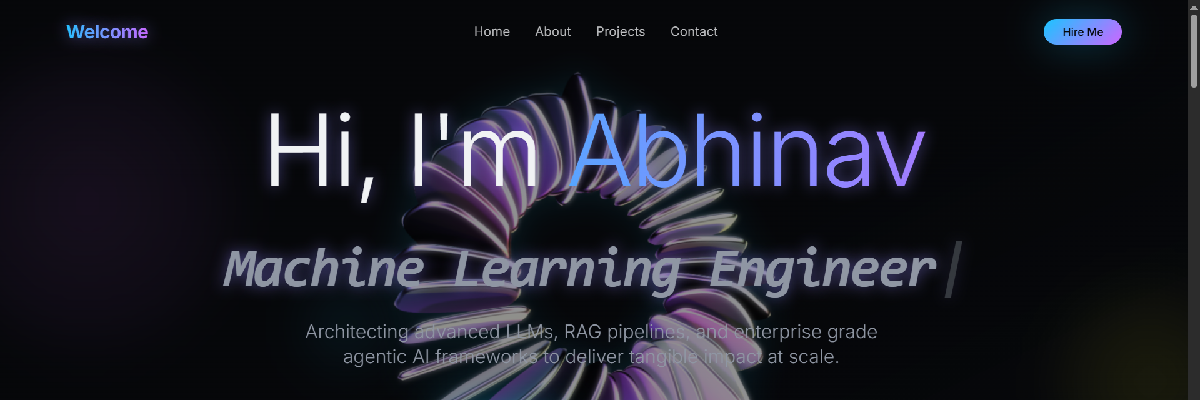 Welcome
Home About Projects Contact
Hire Me
Hi, I'm Abhinav
Machine Learning Engineer
Architecting advanced LLMs, RAG pipelines, and enterprise grade
agentic AI frameworks to deliver tangible impact at scale.